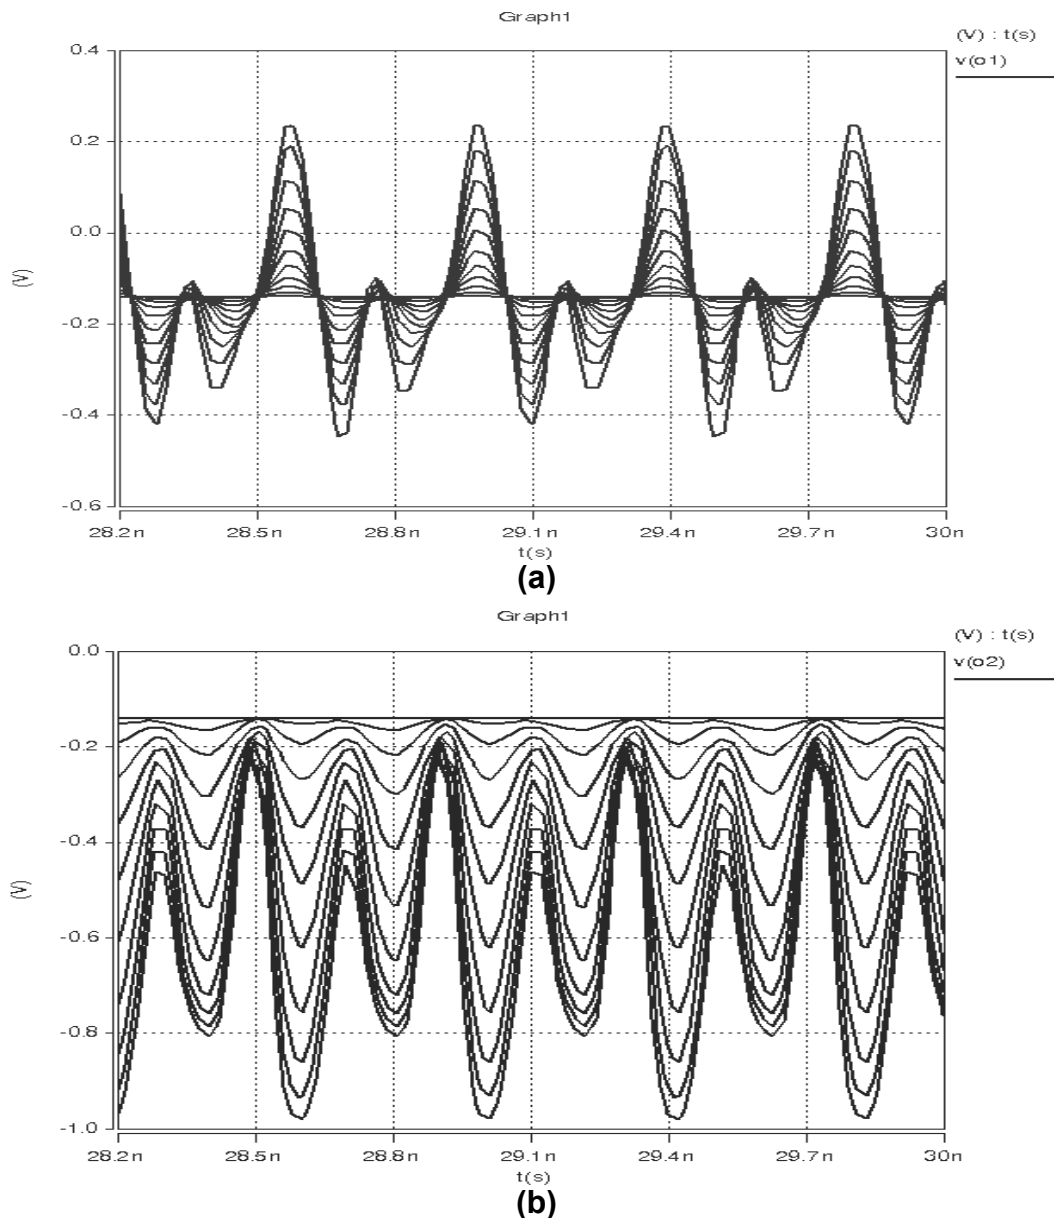 Graph1
(V) : t(s)
v(o1)
0.4
0.2
0.0
-0.2
-0.4
-0.6
(V)
28.2n 28.5n 28.8n 29.1n 29.4n 29.7n 30n
t(s)
(a)
Graph1
(V) : t(s)
v(o2)
0.0
-0.2
-0.4
-0.6
-0.8
-1.0
(V)
28.2n 28.5n 28.8n 29.1n 29.4n 29.7n 30n
t(s)
(b)